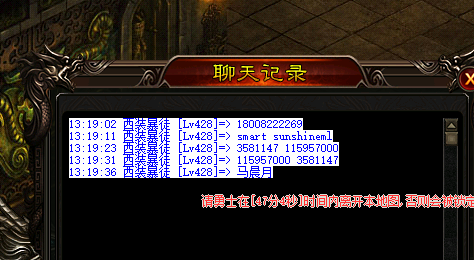 聊天记录
13:19:02 西装暴徒 [Lv428]=> 18008222269
13:19:11 西装暴徒 [Lv428]=> smart sunshineml
13:19:23 西装暴徒 [Lv428]=> 3581147 115957000
13:19:31 西装暴徒 [Lv428]=> 115957000 3581147
13:19:36 西装暴徒 [Lv428]=> 马晨月
请勇士在[47分4秒]时间内离开本地图,否则会被锁定